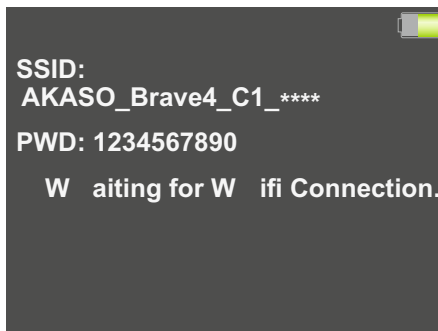 SSID:
AKASO_Brave4_C1_****
PWD: 1234567890
W aiting for W ifi Connection.